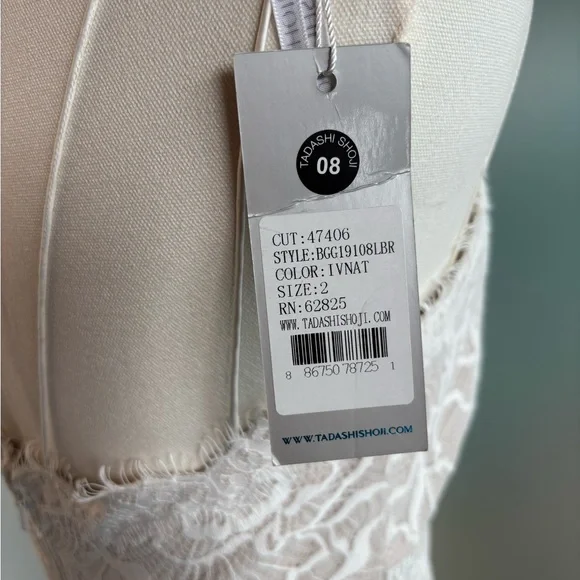 TADASHI SHOJI
08
CUT:47406
STYLE:BGG19108LBR
COLOR:IVNAT
SIZE:2
RN:62825
WWW.TADASHISHOJI.COM
8 86750 78725 1
WWW.TADASHISHOJI.COM